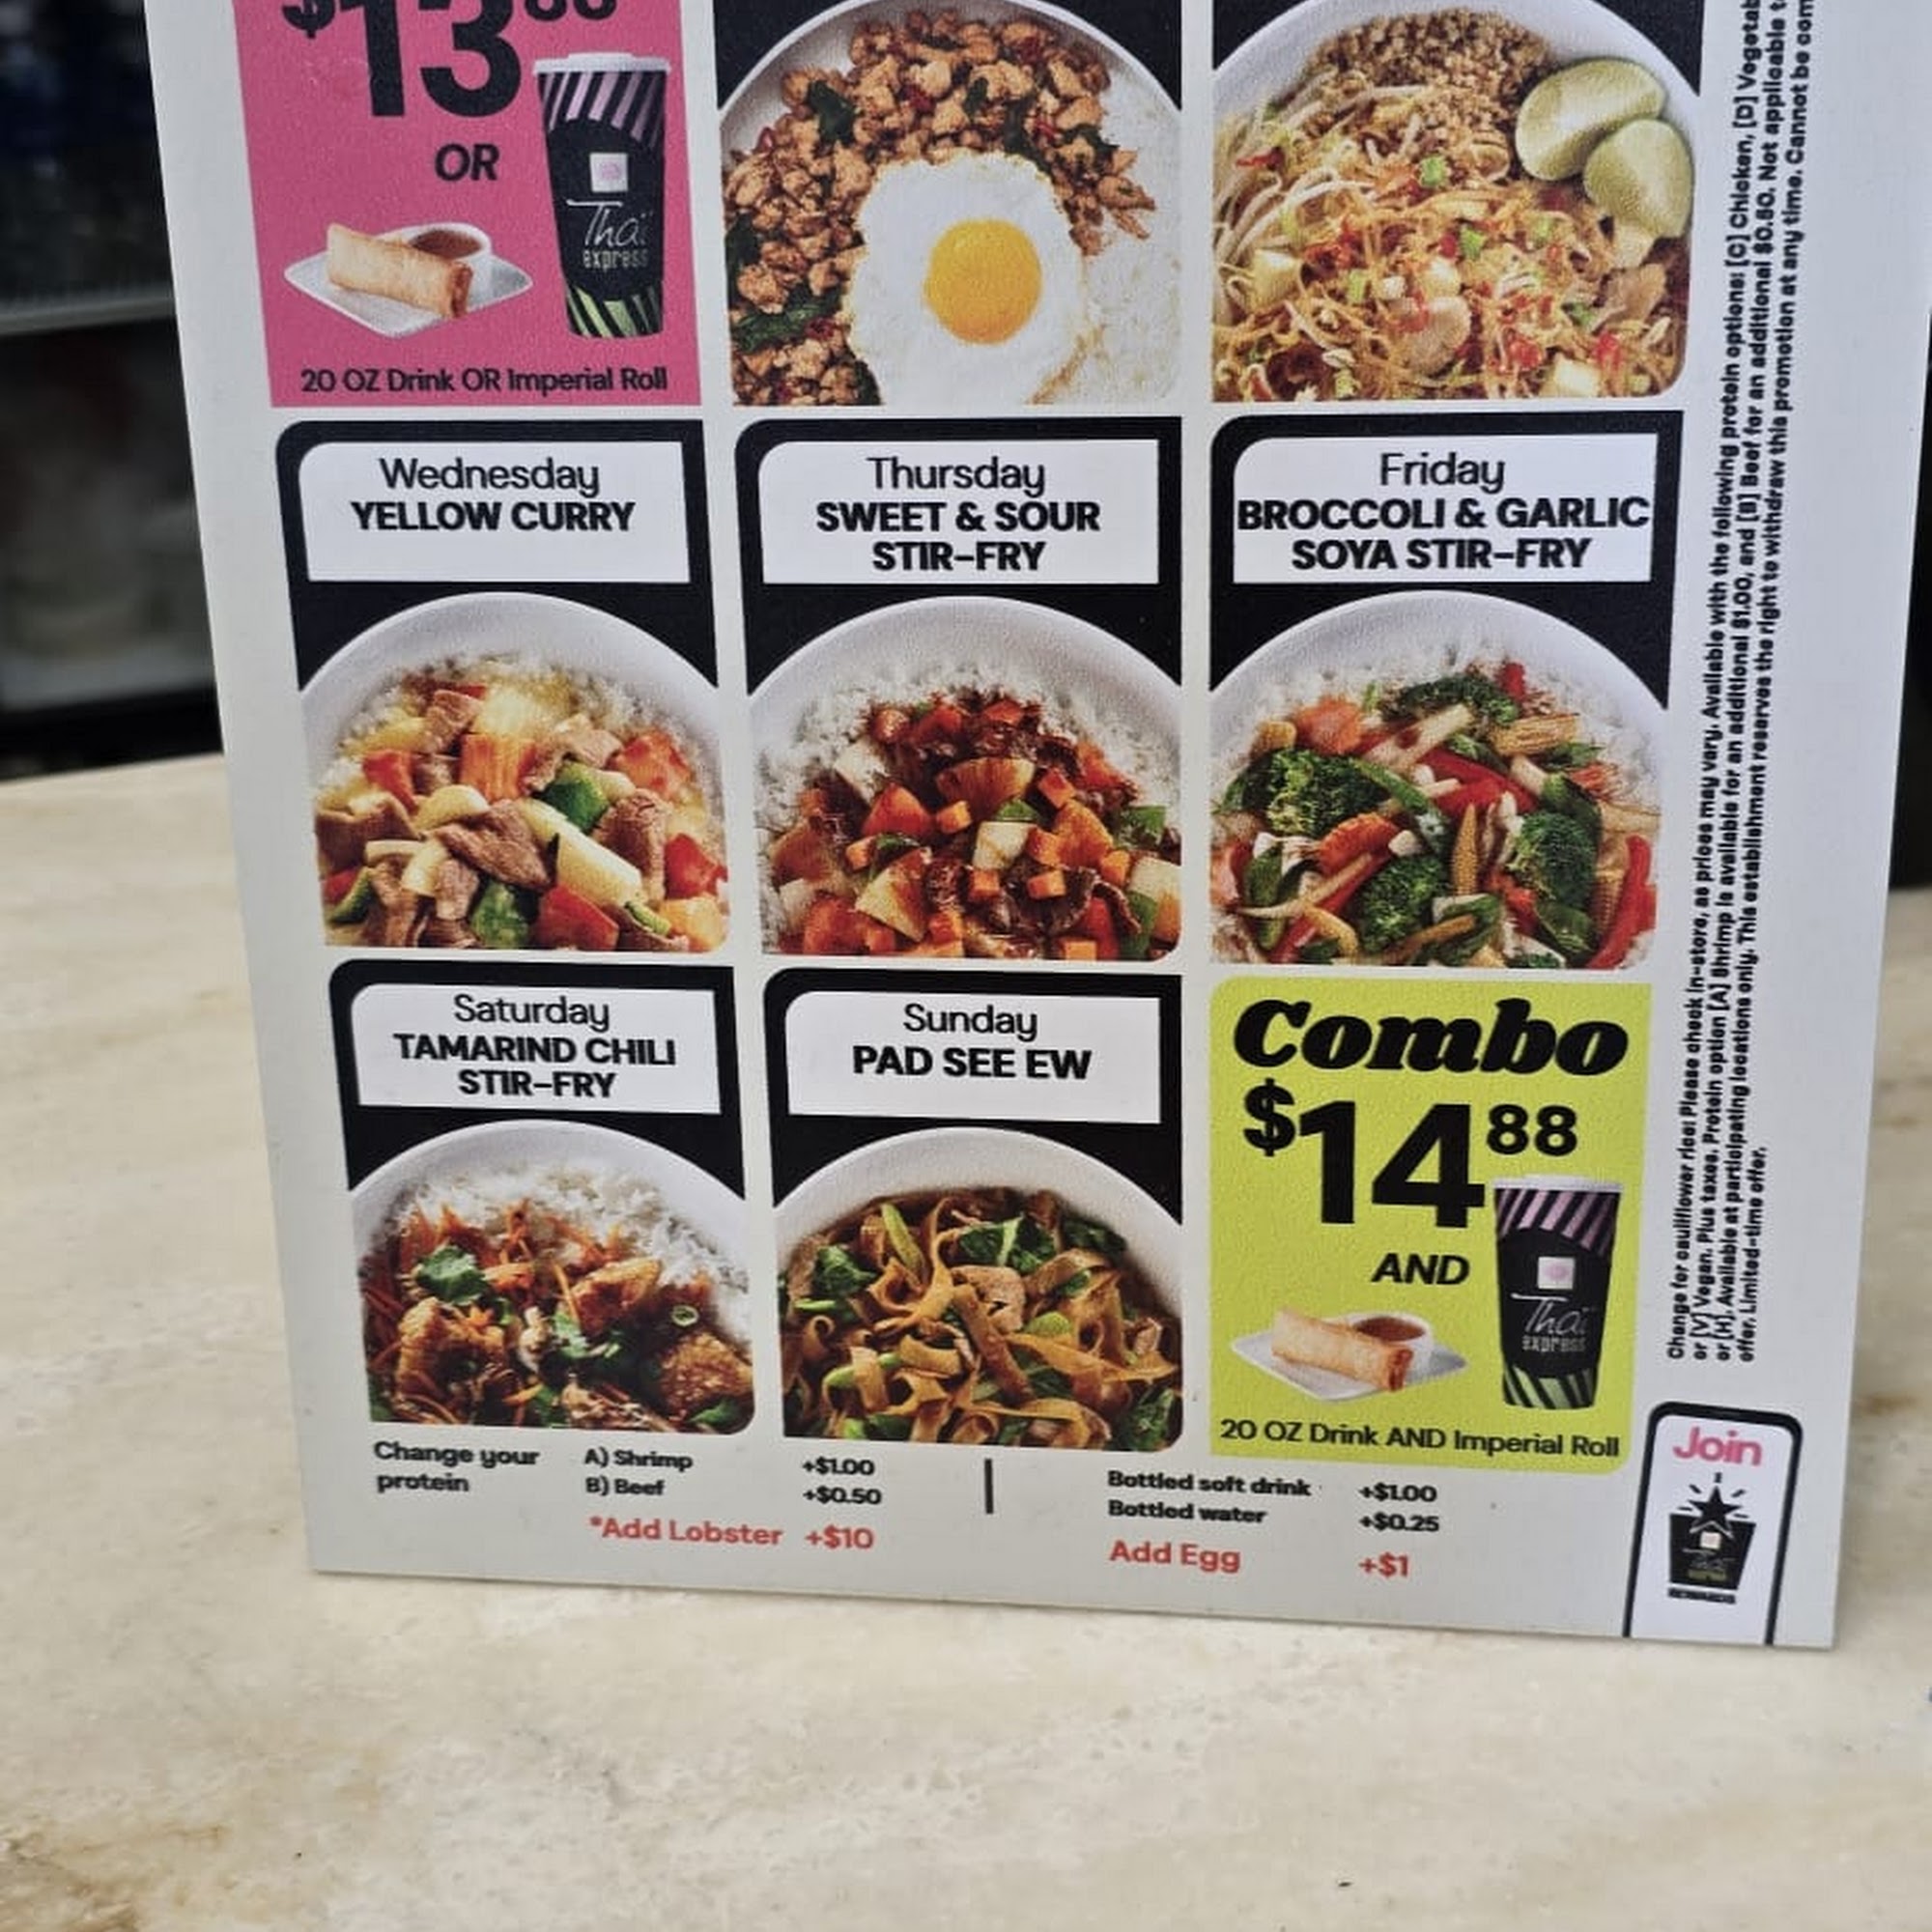 $13
OR
Thaï
express
20 OZ Drink OR Imperial Roll
Wednesday
YELLOW CURRY
Thursday
SWEET & SOUR
STIR-FRY
Friday
BROCCOLI & GARLIC
SOYA STIR-FRY
Saturday
TAMARIND CHILI
STIR-FRY
Sunday
PAD SEE EW
Combo
$14 88
AND
Thaï
express
20 OZ Drink AND Imperial Roll
Change your
protein
A) Shrimp +$1.00
B) Beef +$0.50
*Add Lobster +$10
Bottled soft drink +$1.00
Bottled water +$0.25
Add Egg +$1
Change for cauliflower rice: Please check in-store, as prices may vary. Available with the following protein options: [C] Chicken, [D]
or [V] Vegan. Plus taxes. Protein option [A] Shrimp is available for an additional $1.00, and [B] Beef for an additional $0.50. Not applicable
or [H]. Available at participating locations only. This establishment reserves the right to withdraw this promotion at any time. Cannot be
offer. Limited-time offer.
Join
REWARDS